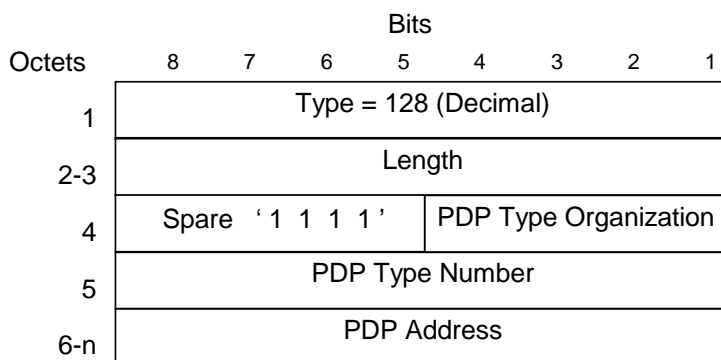 Bits
Octets 8 7 6 5 4 3 2 1
1 Type = 128 (Decimal)
2-3 Length
4 Spare ‘ 1 1 1 1 ’ PDP Type Organization
5 PDP Type Number
6-n PDP Address